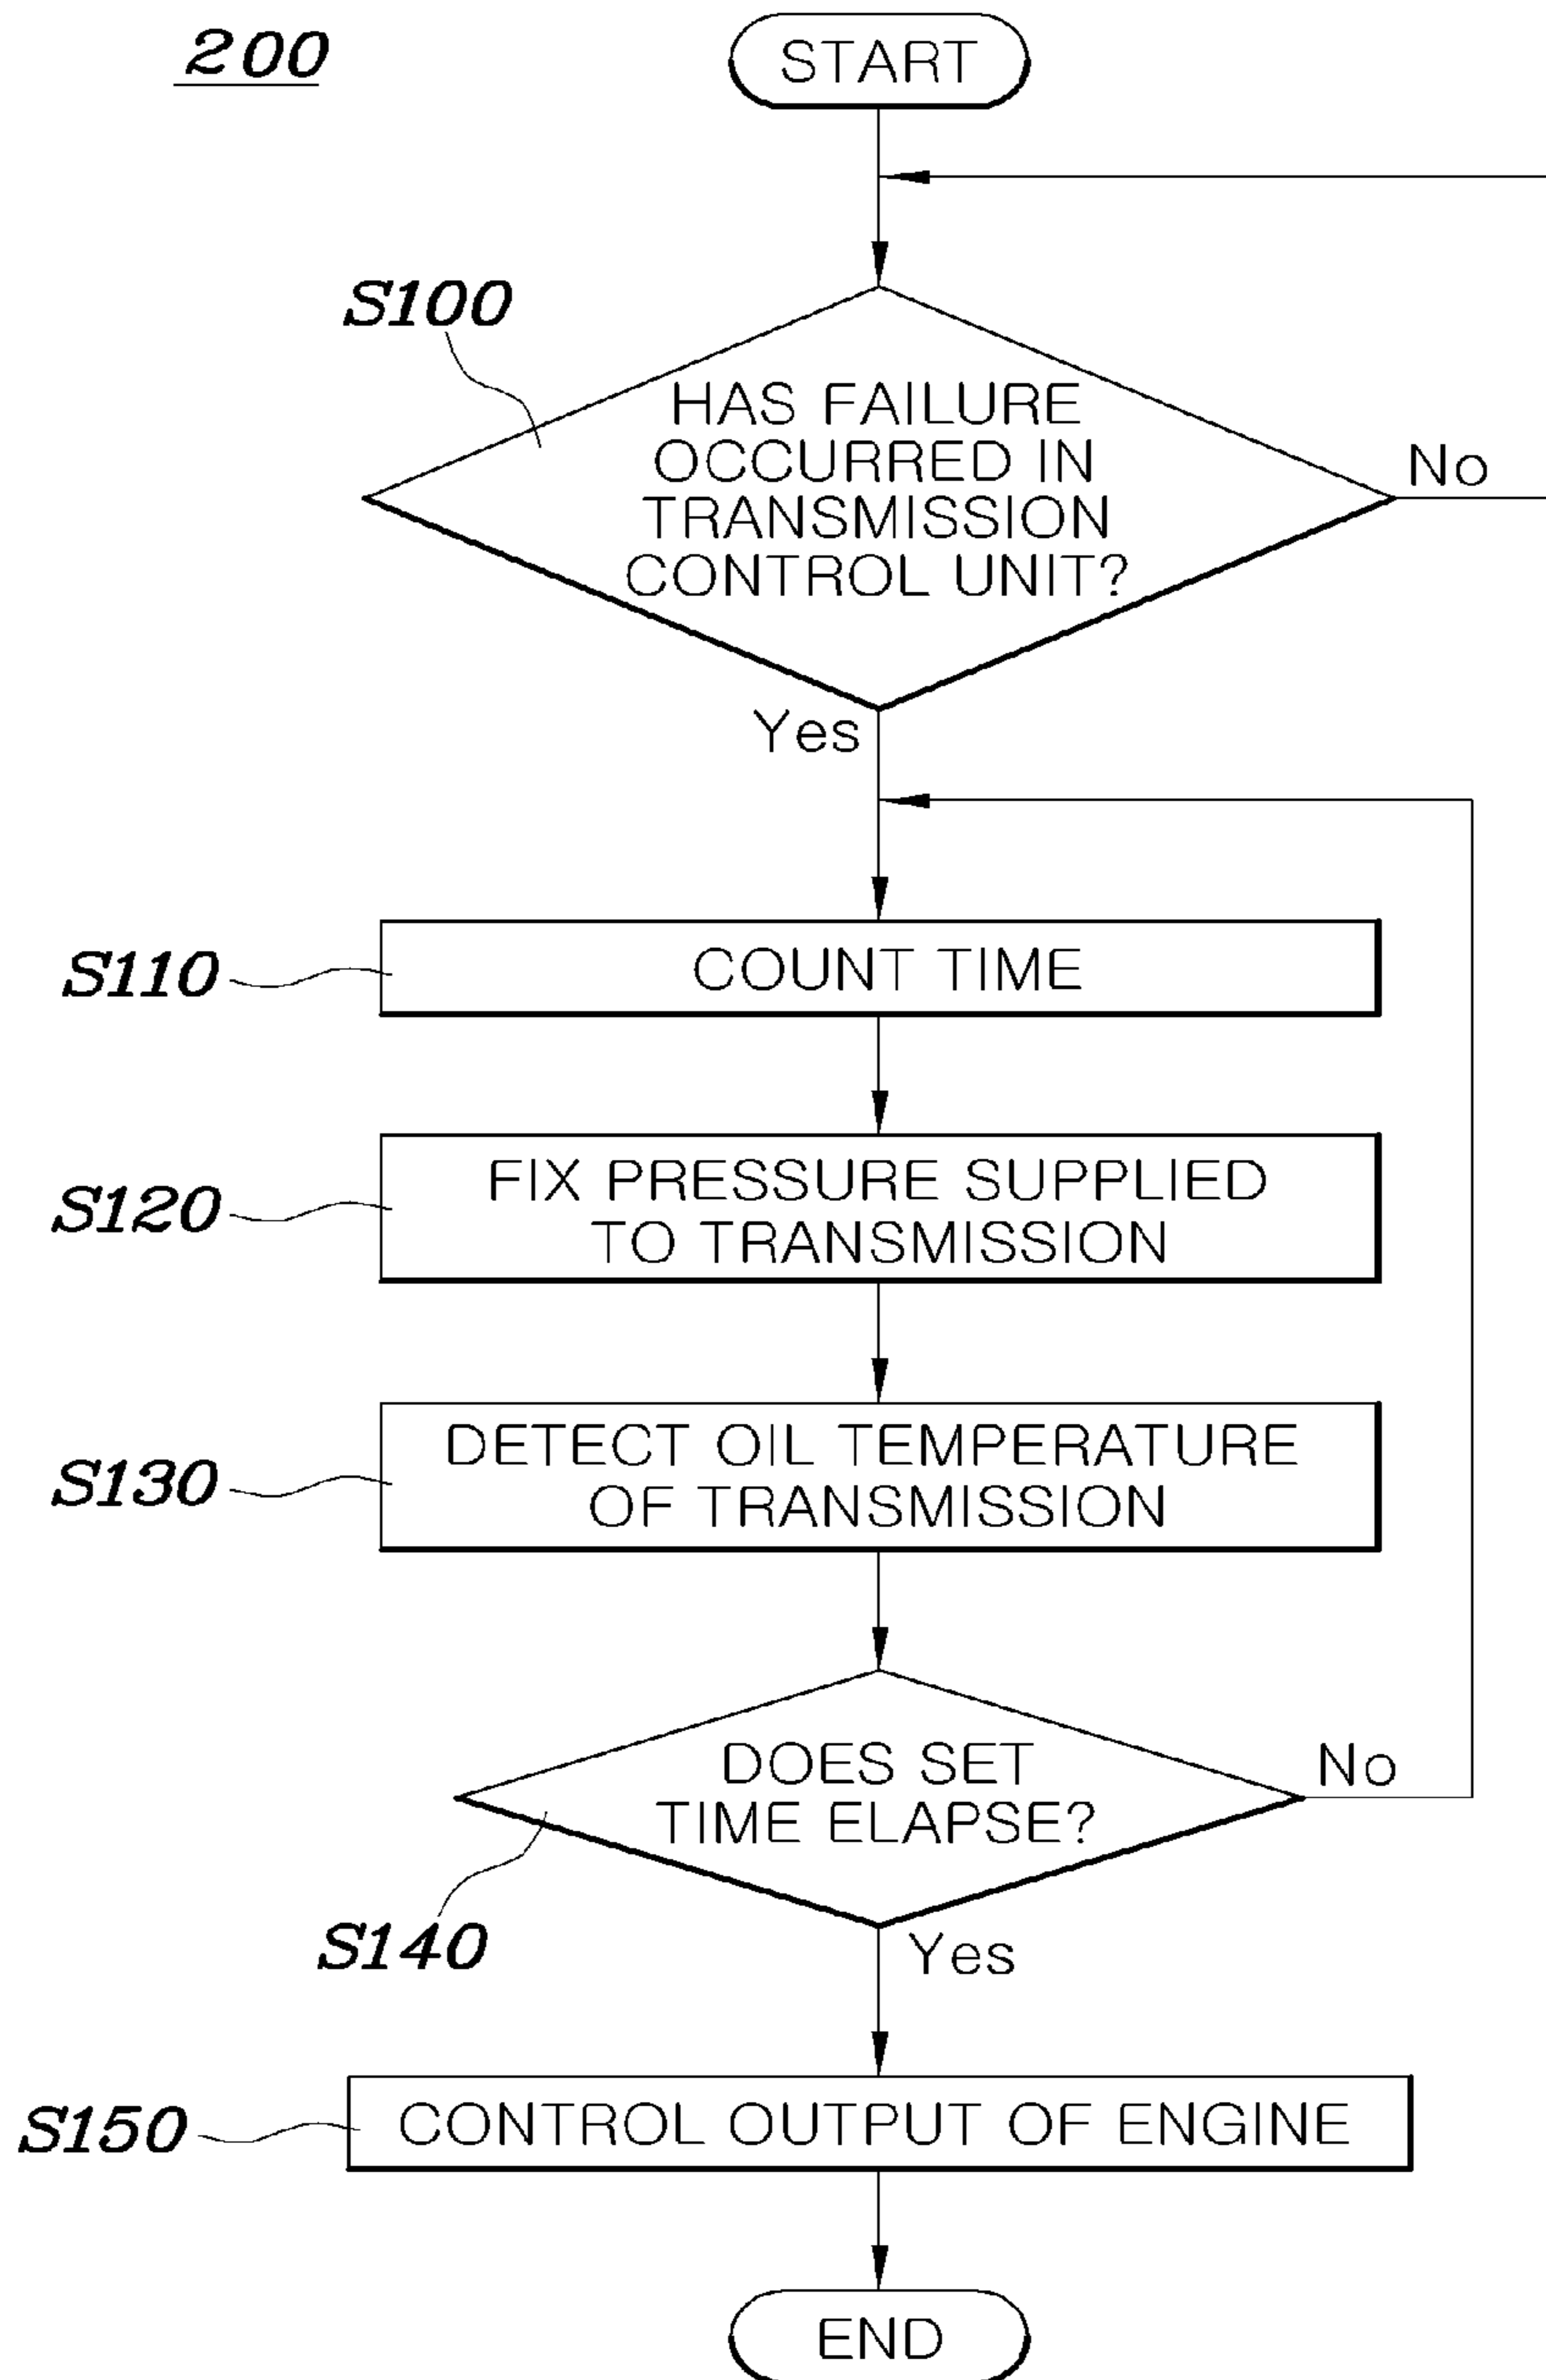 200
START
S100
HAS FAILURE
OCCURRED IN
TRANSMISSION
CONTROL UNIT?
No
Yes
S110
COUNT TIME
S120
FIX PRESSURE SUPPLIED
TO TRANSMISSION
S130
DETECT OIL TEMPERATURE
OF TRANSMISSION
DOES SET
TIME ELAPSE?
No
S140
Yes
S150
CONTROL OUTPUT OF ENGINE
END